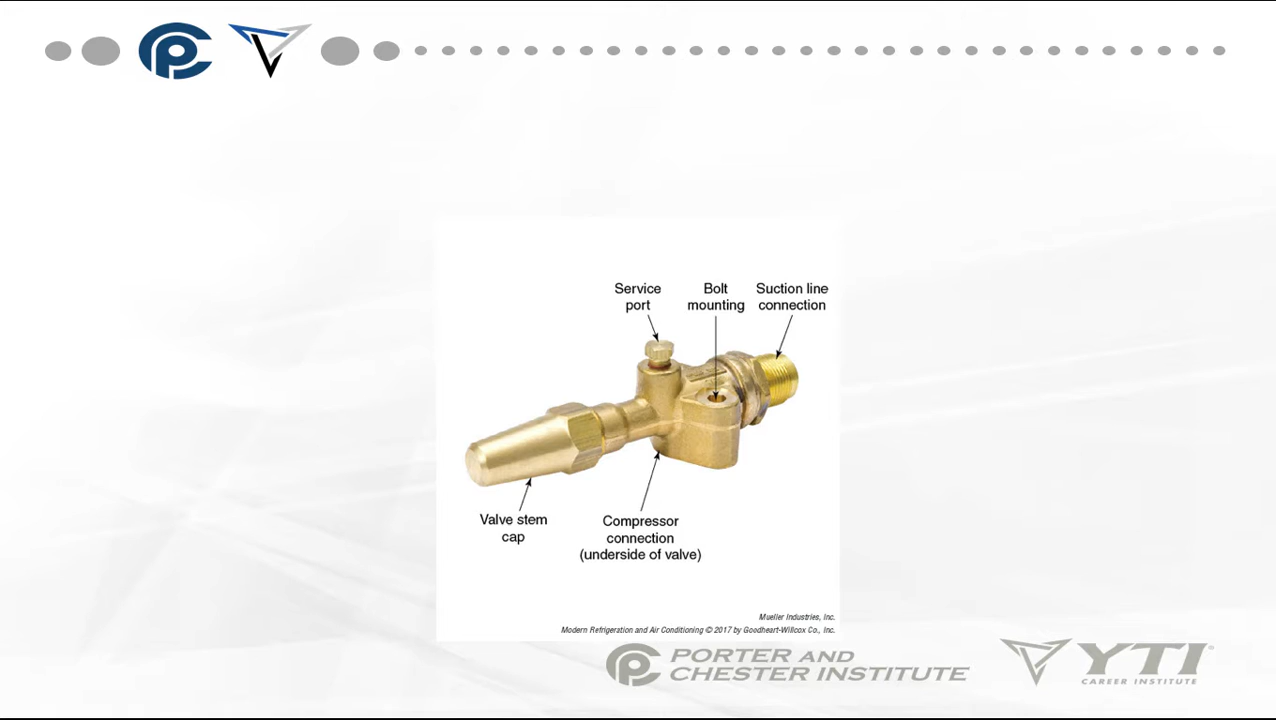 Service
port
Bolt
mounting
Suction line
connection
Valve stem
cap
Compressor
connection
(underside of valve)
Mueller Industries, Inc.
Modern Refrigeration and Air Conditioning © 2017 by Goodheart-Willcox Co., Inc.
PORTER AND
CHESTER INSTITUTE
YTI®
CAREER INSTITUTE